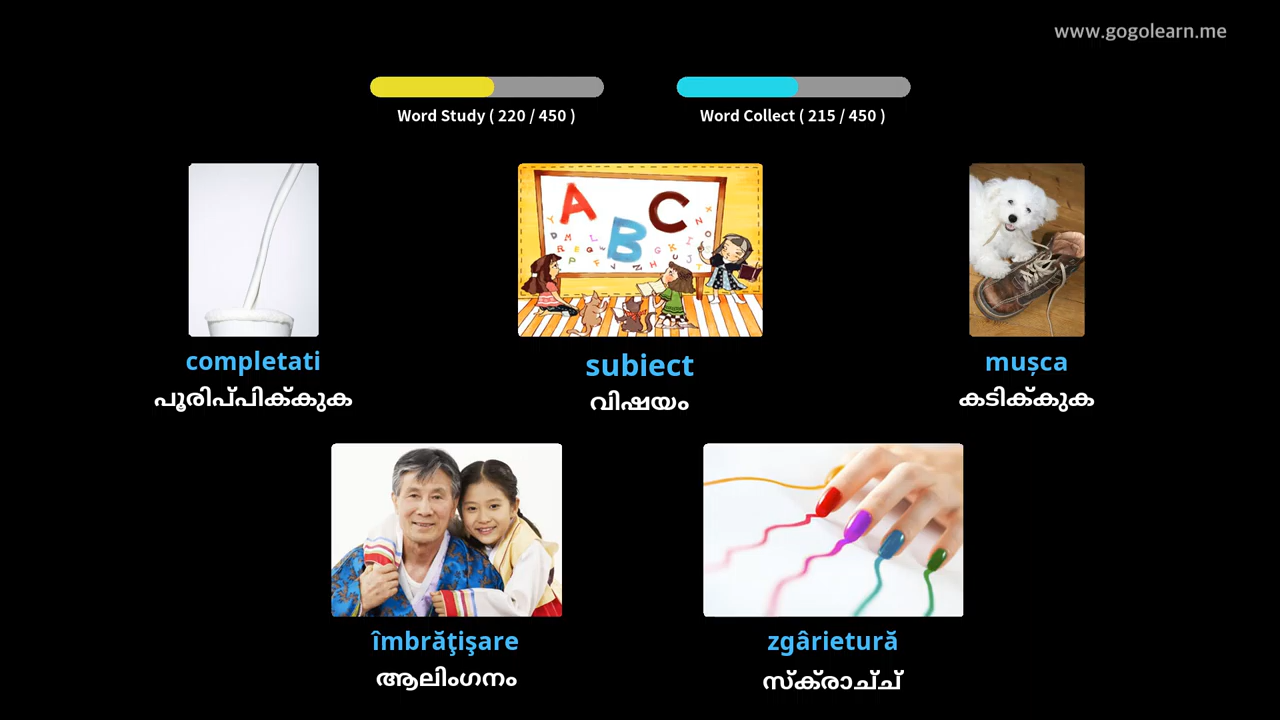 www.gogolearn.me
Word Study ( 220 / 450 )
Word Collect ( 215 / 450 )
A B C
completati
പൂരിപ്പിക്കുക
subiect
വിഷയം
mușca
കടിക്കുക
îmbrăţişare
ആലിംഗനം
zgârietură
സ്ക്രാച്ച്